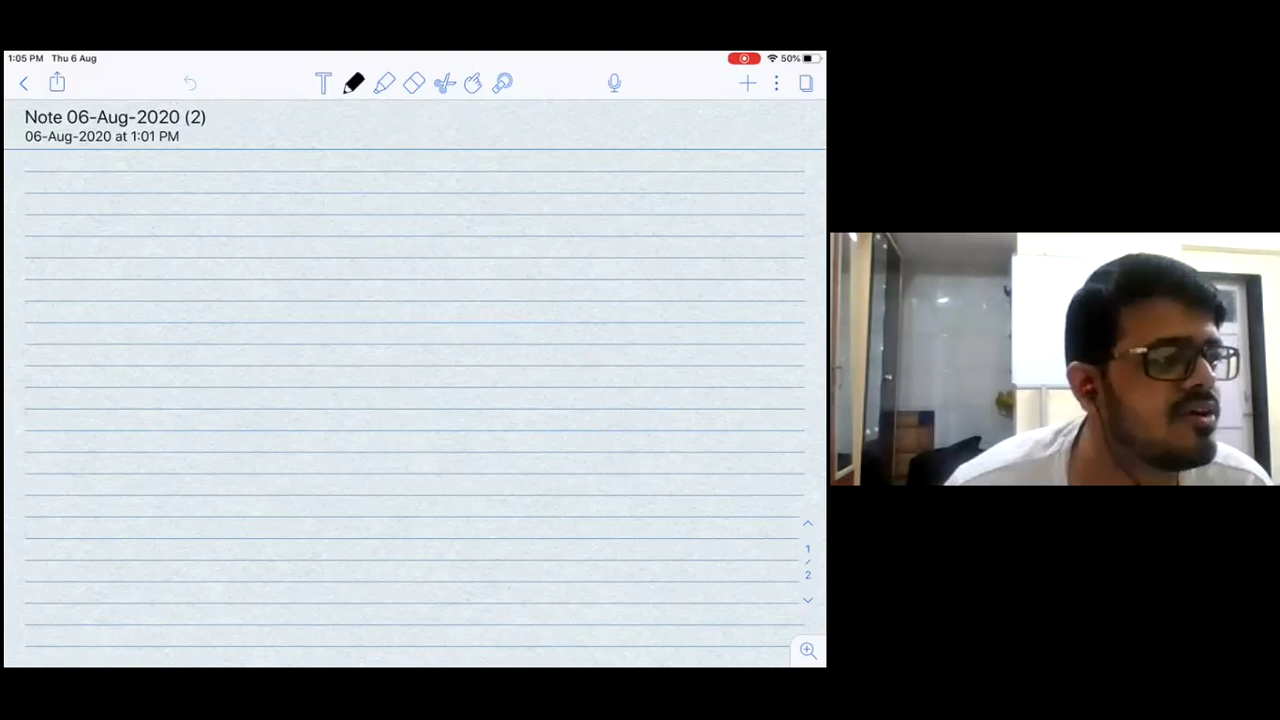 1:05 PM Thu 6 Aug
50%
T
Note 06-Aug-2020 (2)
06-Aug-2020 at 1:01 PM
1
/
2